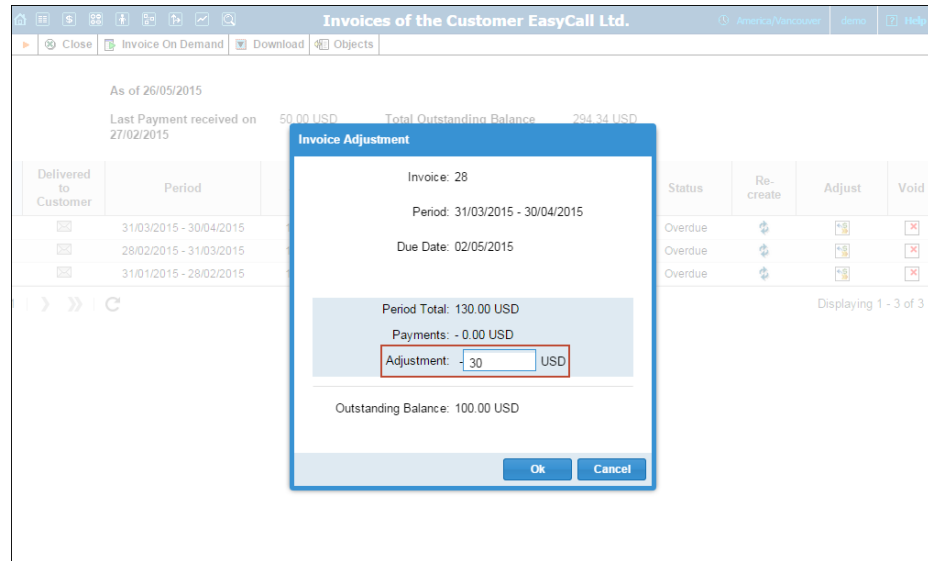 Invoices of the Customer EasyCall Ltd.
America/Vancouver
demo
? Help
Close
Invoice On Demand
Download
Objects
As of 26/05/2015
Last Payment received on 27/02/2015
50.00 USD
Total Outstanding Balance
294.34 USD
Invoice Adjustment
Invoice: 28
Period: 31/03/2015 - 30/04/2015
Due Date: 02/05/2015
Period Total: 130.00 USD
Payments: - 0.00 USD
Adjustment: - 30 USD
Outstanding Balance: 100.00 USD
Ok
Cancel
Delivered to Customer
Period
Status
Re-create
Adjust
Void
31/03/2015 - 30/04/2015
Overdue
28/02/2015 - 31/03/2015
Overdue
31/01/2015 - 28/02/2015
Overdue
Displaying 1 - 3 of 3